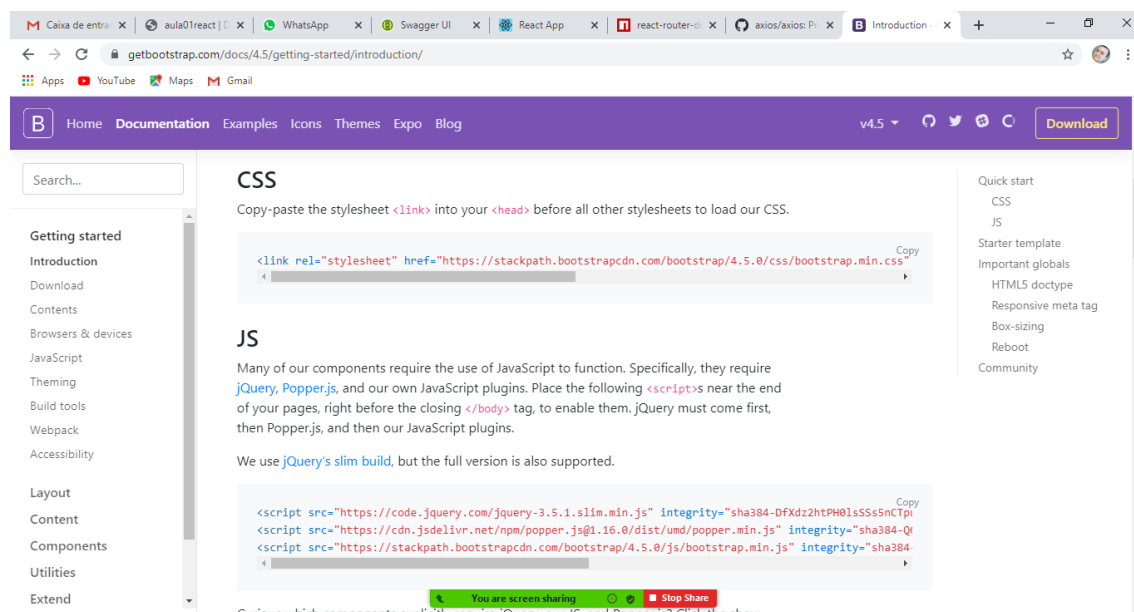 Caixa de entra
aula01react | D
WhatsApp
Swagger UI
React App
react-router-d
axios/axios: Pr
Introduction -
getbootstrap.com/docs/4.5/getting-started/introduction/
Apps YouTube Maps Gmail
B Home Documentation Examples Icons Themes Expo Blog v4.5 Download
Search...
Getting started
Introduction
Download
Contents
Browsers & devices
JavaScript
Theming
Build tools
Webpack
Accessibility
Layout
Content
Components
Utilities
Extend
CSS
Copy-paste the stylesheet <link> into your <head> before all other stylesheets to load our CSS.
Copy
<link rel="stylesheet" href="https://stackpath.bootstrapcdn.com/bootstrap/4.5.0/css/bootstrap.min.css"
JS
Many of our components require the use of JavaScript to function. Specifically, they require
jQuery, Popper.js, and our own JavaScript plugins. Place the following <script>s near the end
of your pages, right before the closing </body> tag, to enable them. jQuery must come first,
then Popper.js, and then our JavaScript plugins.
We use jQuery's slim build, but the full version is also supported.
Copy
<script src="https://code.jquery.com/jquery-3.5.1.slim.min.js" integrity="sha384-DfXdz2htPH0lsSSs5nCTpu
<script src="https://cdn.jsdelivr.net/npm/popper.js@1.16.0/dist/umd/popper.min.js" integrity="sha384-Q6
<script src="https://stackpath.bootstrapcdn.com/bootstrap/4.5.0/js/bootstrap.min.js" integrity="sha384-
Quick start
CSS
JS
Starter template
Important globals
HTML5 doctype
Responsive meta tag
Box-sizing
Reboot
Community
You are screen sharing Stop Share